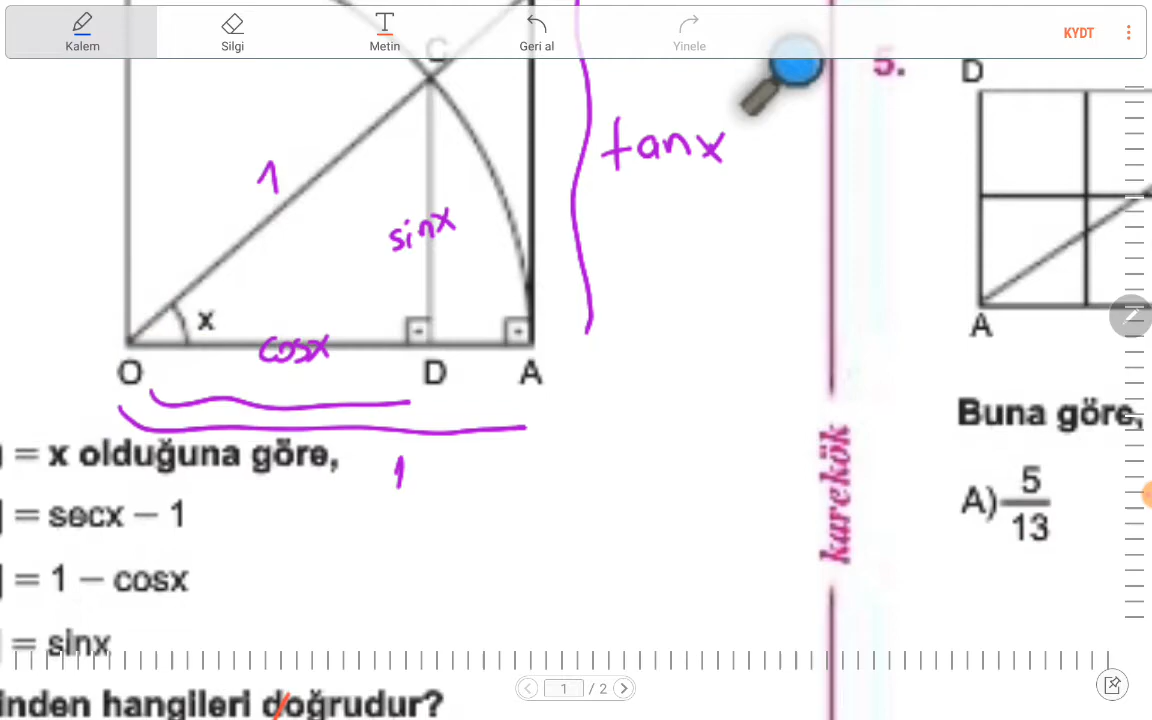 Kalem Silgi Metin Geri al Yinele KYDT
C
1
sinx
tanx
x
cosx
O D A
1
= x olduğuna göre,
= secx − 1
= 1 − cosx
= sinx
inden hangileri doğrudur?
karekök
5.
D
A
Buna göre,
A) 5/13
1 / 2